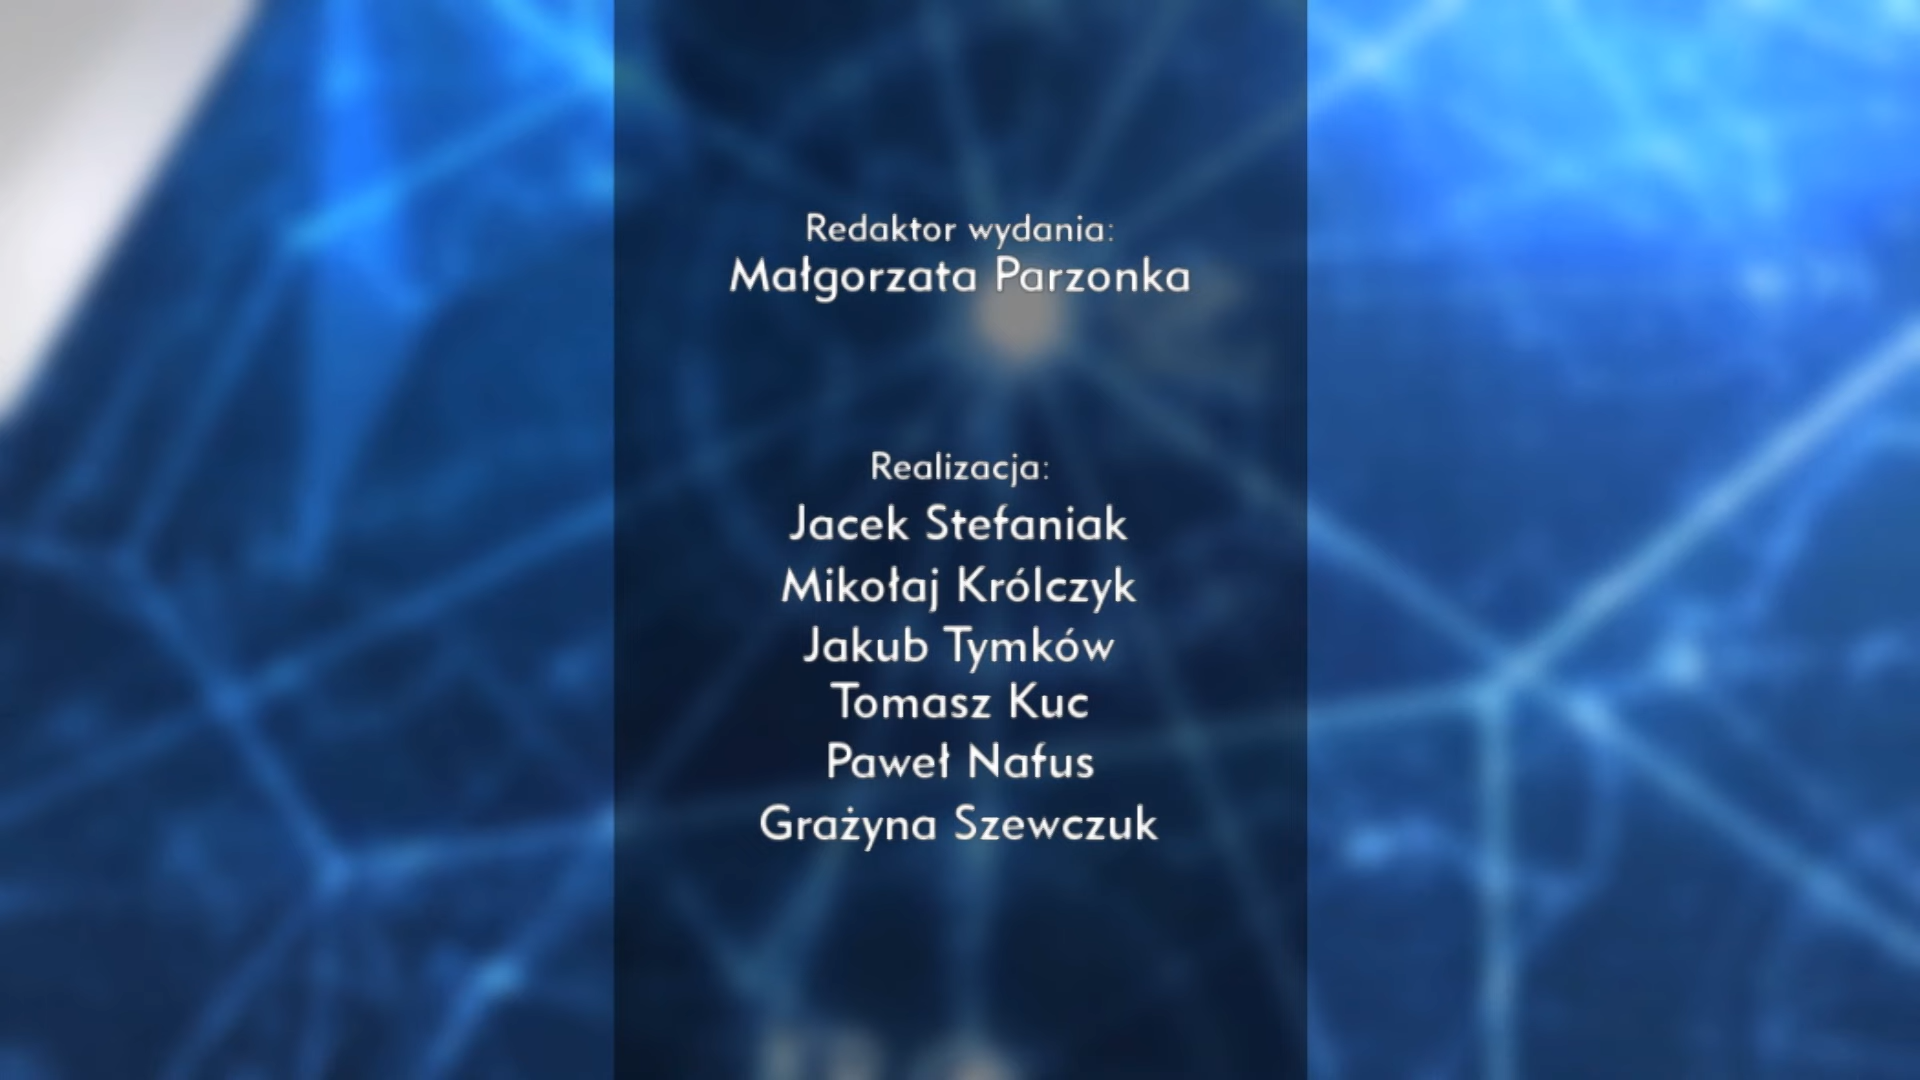 Redaktor wydania:
Małgorzata Parzonka
Realizacja:
Jacek Stefaniak
Mikołaj Królczyk
Jakub Tymków
Tomasz Kuc
Paweł Nafus
Grażyna Szewczuk